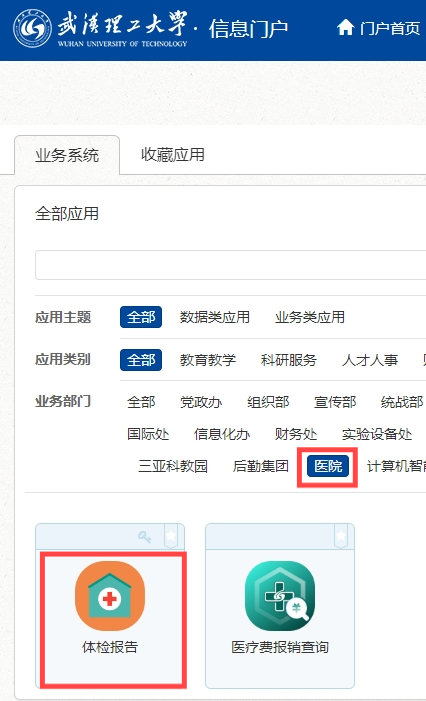 武汉理工大学·信息门户 门户首页
WUHAN UNIVERSITY OF TECHNOLOGY
业务系统 收藏应用
全部应用
应用主题 全部 数据类应用 业务类应用
应用类别 全部 教育教学 科研服务 人才人事
业务部门 全部 党政办 组织部 宣传部 统战部
国际处 信息化办 财务处 实验设备处
三亚科教园 后勤集团 医院 计算机智能
体检报告 医疗费报销查询